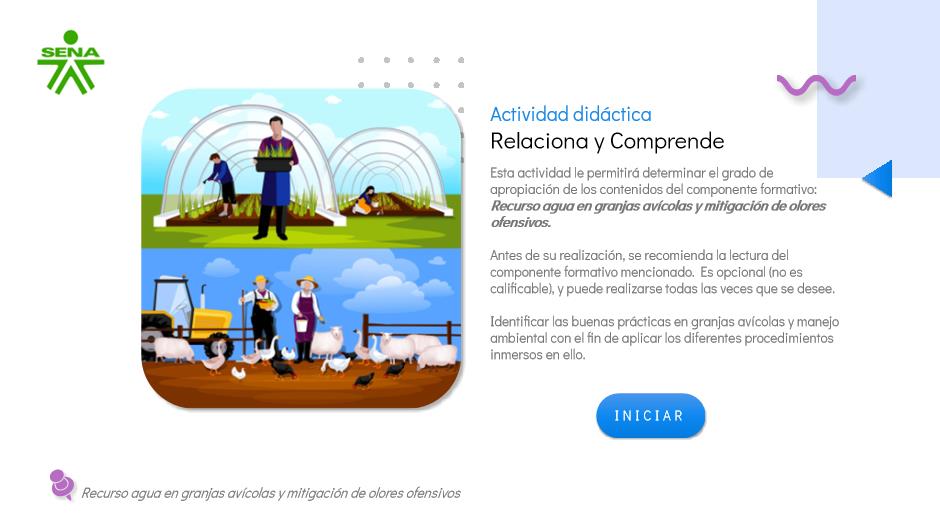 SENA
Actividad didáctica
Relaciona y Comprende
Esta actividad le permitirá determinar el grado de
apropiación de los contenidos del componente formativo:
Recurso agua en granjas avícolas y mitigación de olores
ofensivos.
Antes de su realización, se recomienda la lectura del
componente formativo mencionado. Es opcional (no es
calificable), y puede realizarse todas las veces que se desee.
Identificar las buenas prácticas en granjas avícolas y manejo
ambiental con el fin de aplicar los diferentes procedimientos
inmersos en ello.
INICIAR
Recurso agua en granjas avícolas y mitigación de olores ofensivos